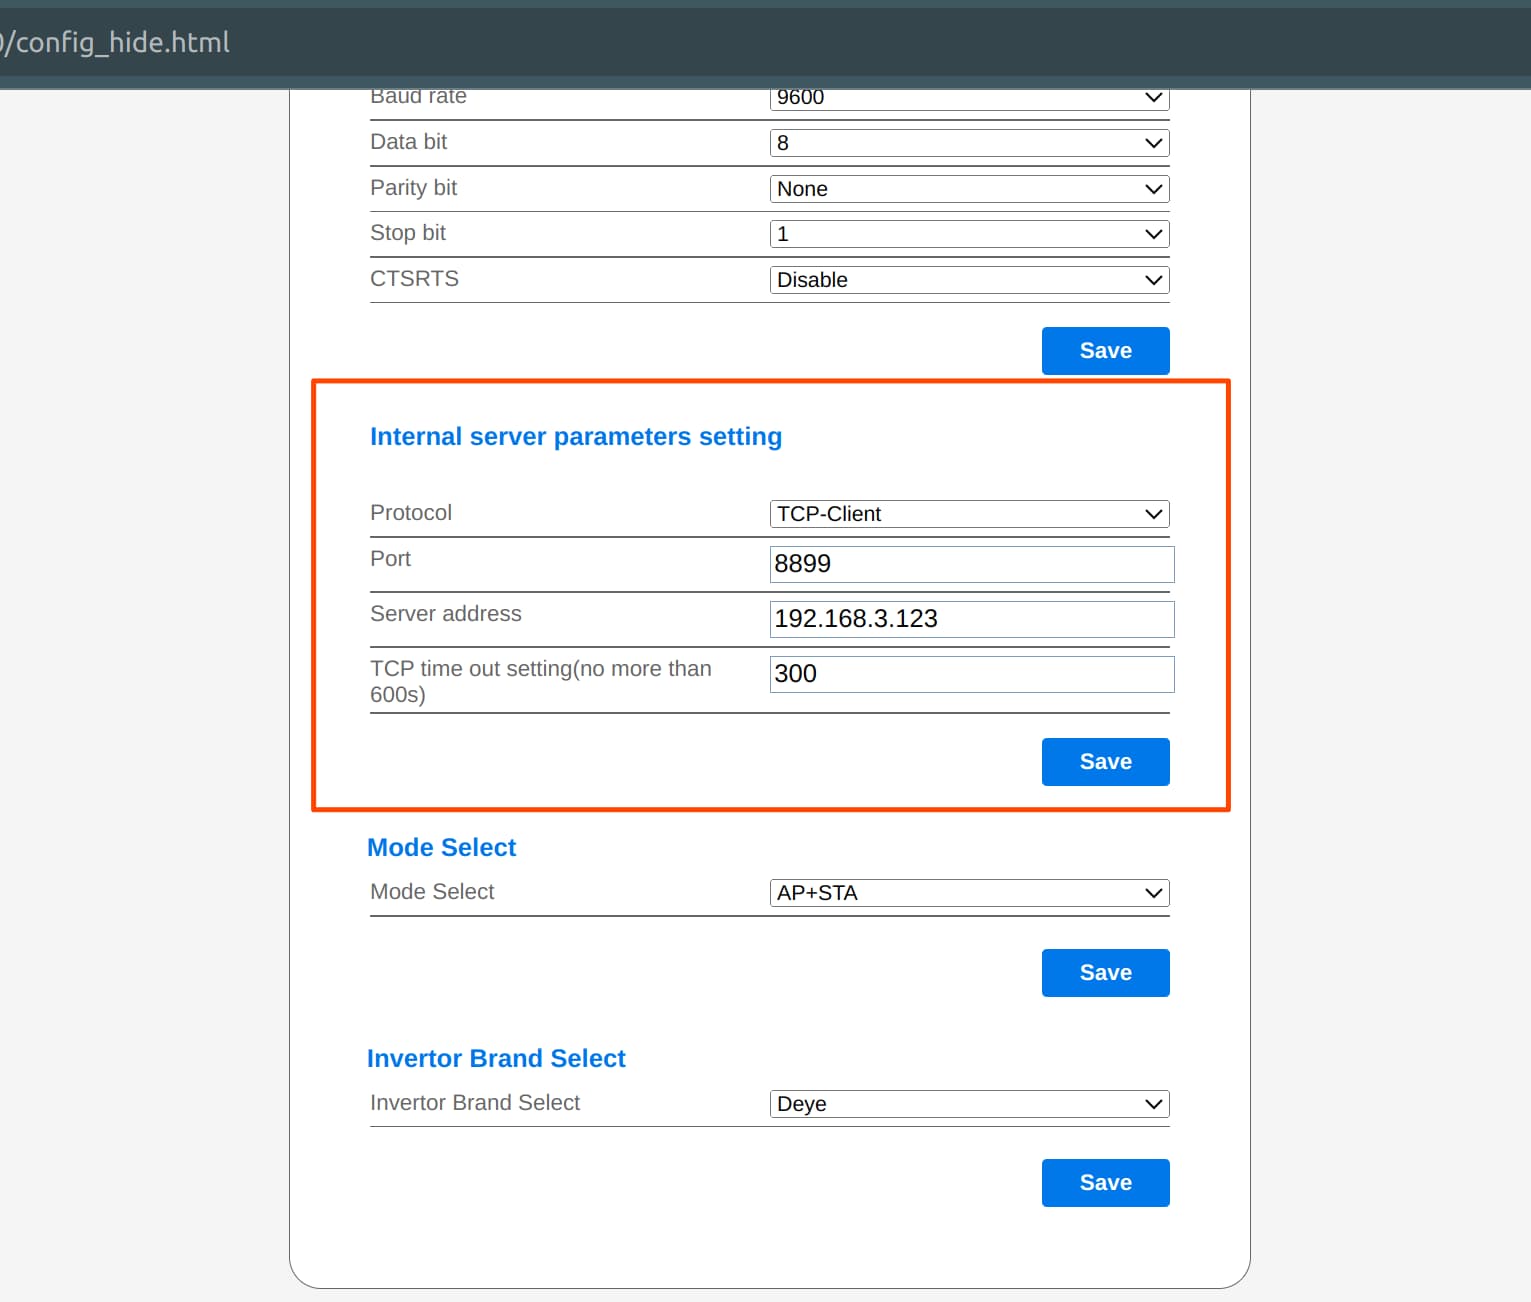 /config_hide.html
Baud rate 9600
Data bit 8
Parity bit None
Stop bit 1
CTSRTS Disable
Save
Internal server parameters setting
Protocol TCP-Client
Port 8899
Server address 192.168.3.123
TCP time out setting(no more than 300
600s)
Save
Mode Select
Mode Select AP+STA
Save
Invertor Brand Select
Invertor Brand Select Deye
Save